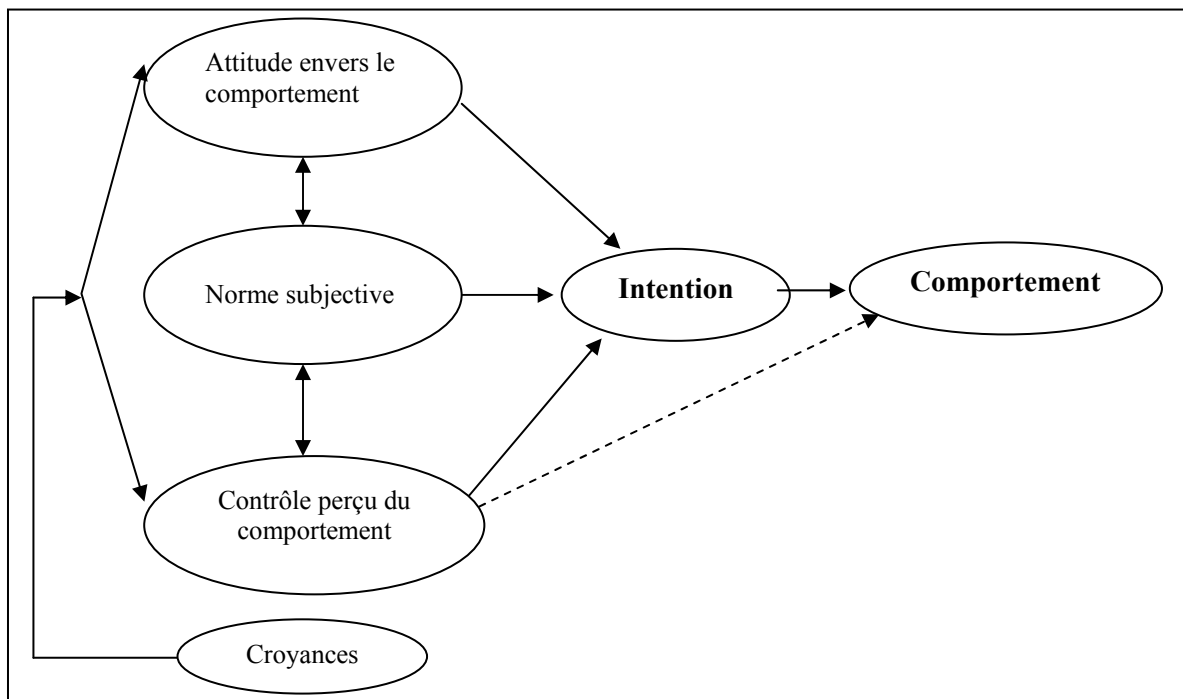 Attitude envers le
comportement
Norme subjective
Intention
Comportement
Contrôle perçu du
comportement
Croyances